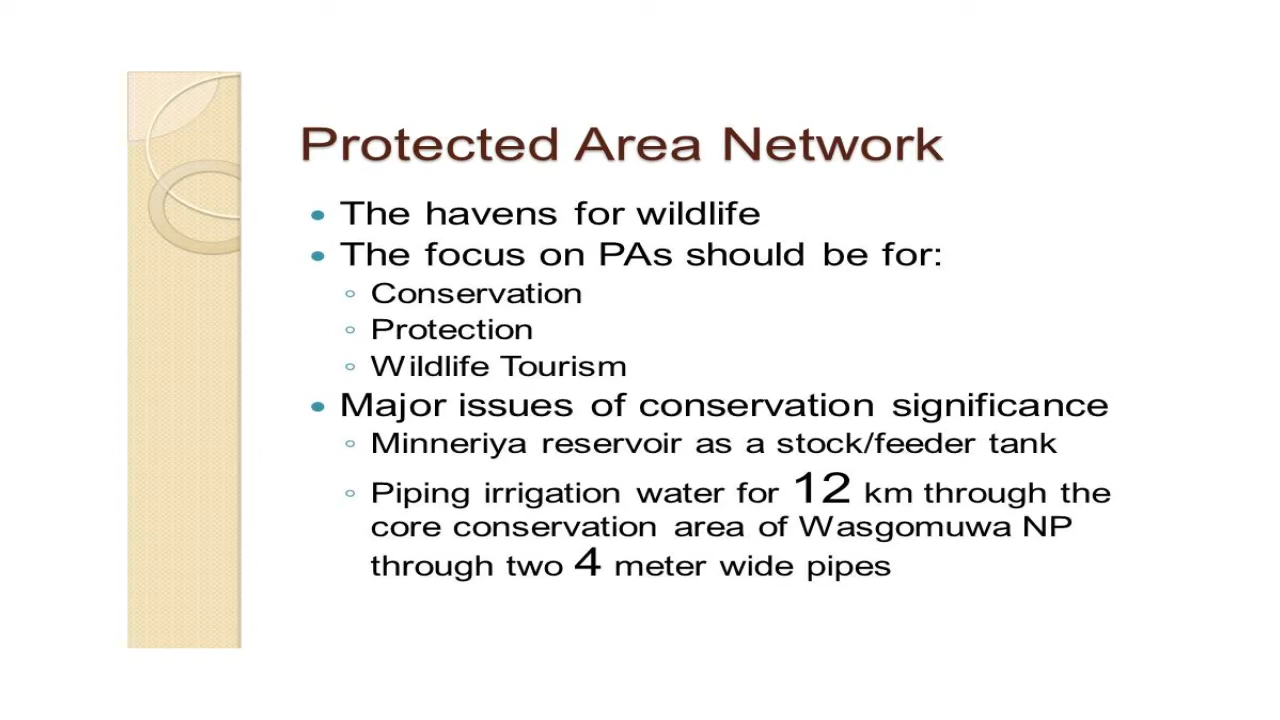 Protected Area Network
• The havens for wildlife
• The focus on PAs should be for:
◦ Conservation
◦ Protection
◦ Wildlife Tourism
• Major issues of conservation significance
◦ Minneriya reservoir as a stock/feeder tank
◦ Piping irrigation water for 12 km through the
core conservation area of Wasgomuwa NP
through two 4 meter wide pipes